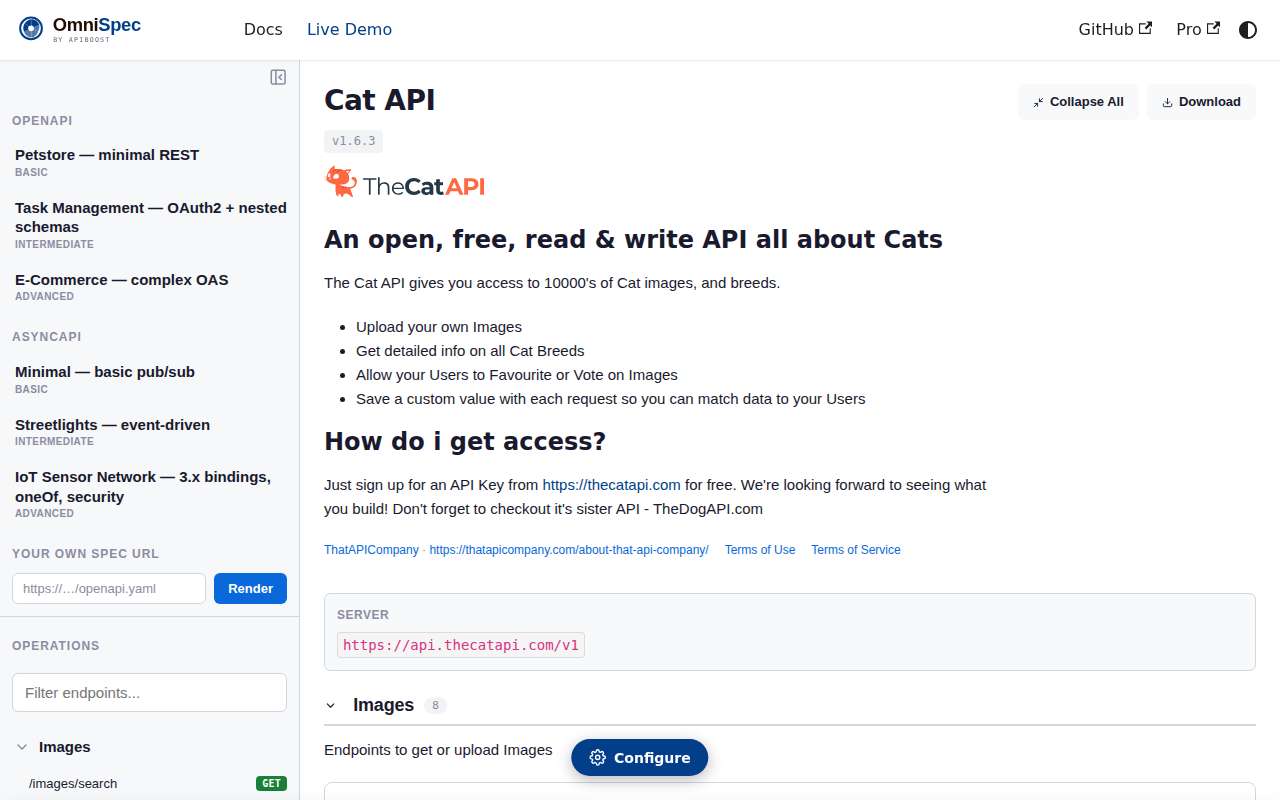 OmniSpec
BY APIBOOST
Docs
Live Demo
GitHub
Pro
OPENAPI
Petstore — minimal REST
BASIC
Task Management — OAuth2 + nested
schemas
INTERMEDIATE
E-Commerce — complex OAS
ADVANCED
ASYNCAPI
Minimal — basic pub/sub
BASIC
Streetlights — event-driven
INTERMEDIATE
IoT Sensor Network — 3.x bindings,
oneOf, security
ADVANCED
YOUR OWN SPEC URL
https://…/openapi.yaml
Render
OPERATIONS
Filter endpoints...
Images
/images/search
GET
Cat API
Collapse All
Download
v1.6.3
TheCatAPI
An open, free, read & write API all about Cats
The Cat API gives you access to 10000's of Cat images, and breeds.
Upload your own Images
Get detailed info on all Cat Breeds
Allow your Users to Favourite or Vote on Images
Save a custom value with each request so you can match data to your Users
How do i get access?
Just sign up for an API Key from https://thecatapi.com for free. We're looking forward to seeing what
you build! Don't forget to checkout it's sister API - TheDogAPI.com
ThatAPICompany · https://thatapicompany.com/about-that-api-company/ Terms of Use Terms of Service
SERVER
https://api.thecatapi.com/v1
Images 8
Endpoints to get or upload Images
Configure